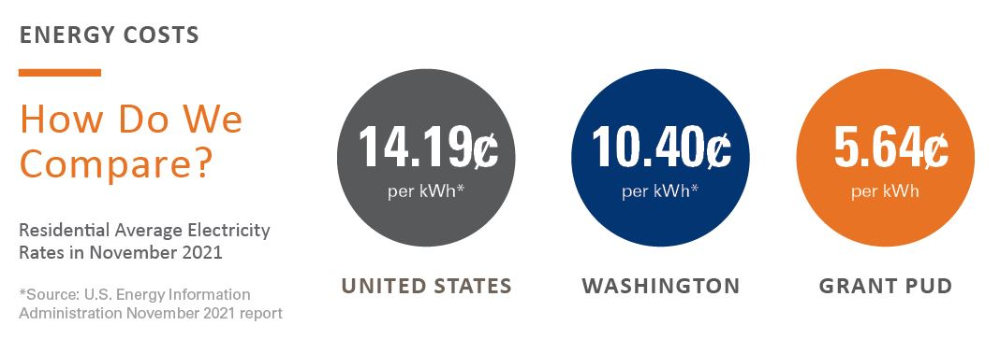 ENERGY COSTS
How Do We
Compare?
Residential Average Electricity
Rates in November 2021
*Source: U.S. Energy Information
Administration November 2021 report
14.19¢
per kWh*
UNITED STATES
10.40¢
per kWh*
WASHINGTON
5.64¢
per kWh
GRANT PUD